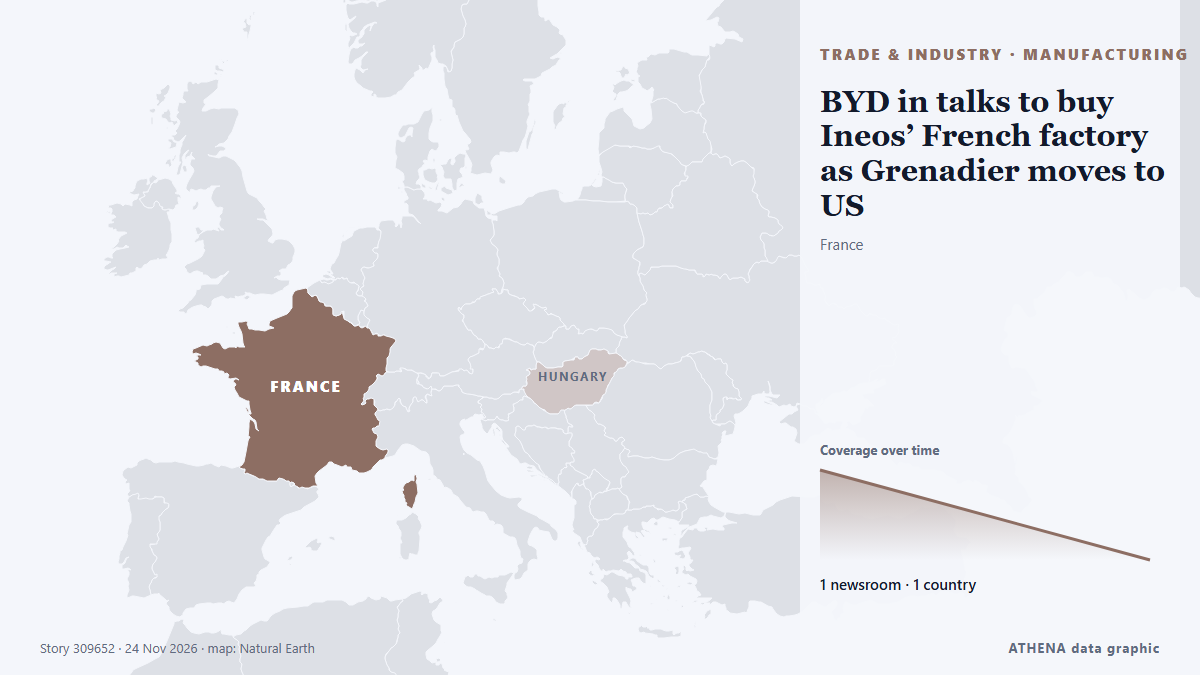 TRADE & INDUSTRY · MANUFACTURING
BYD in talks to buy
Ineos’ French factory
as Grenadier moves to
US
France
FRANCE
HUNGARY
Coverage over time
1 newsroom · 1 country
Story 309652 · 24 Nov 2026 · map: Natural Earth
ATHENA data graphic